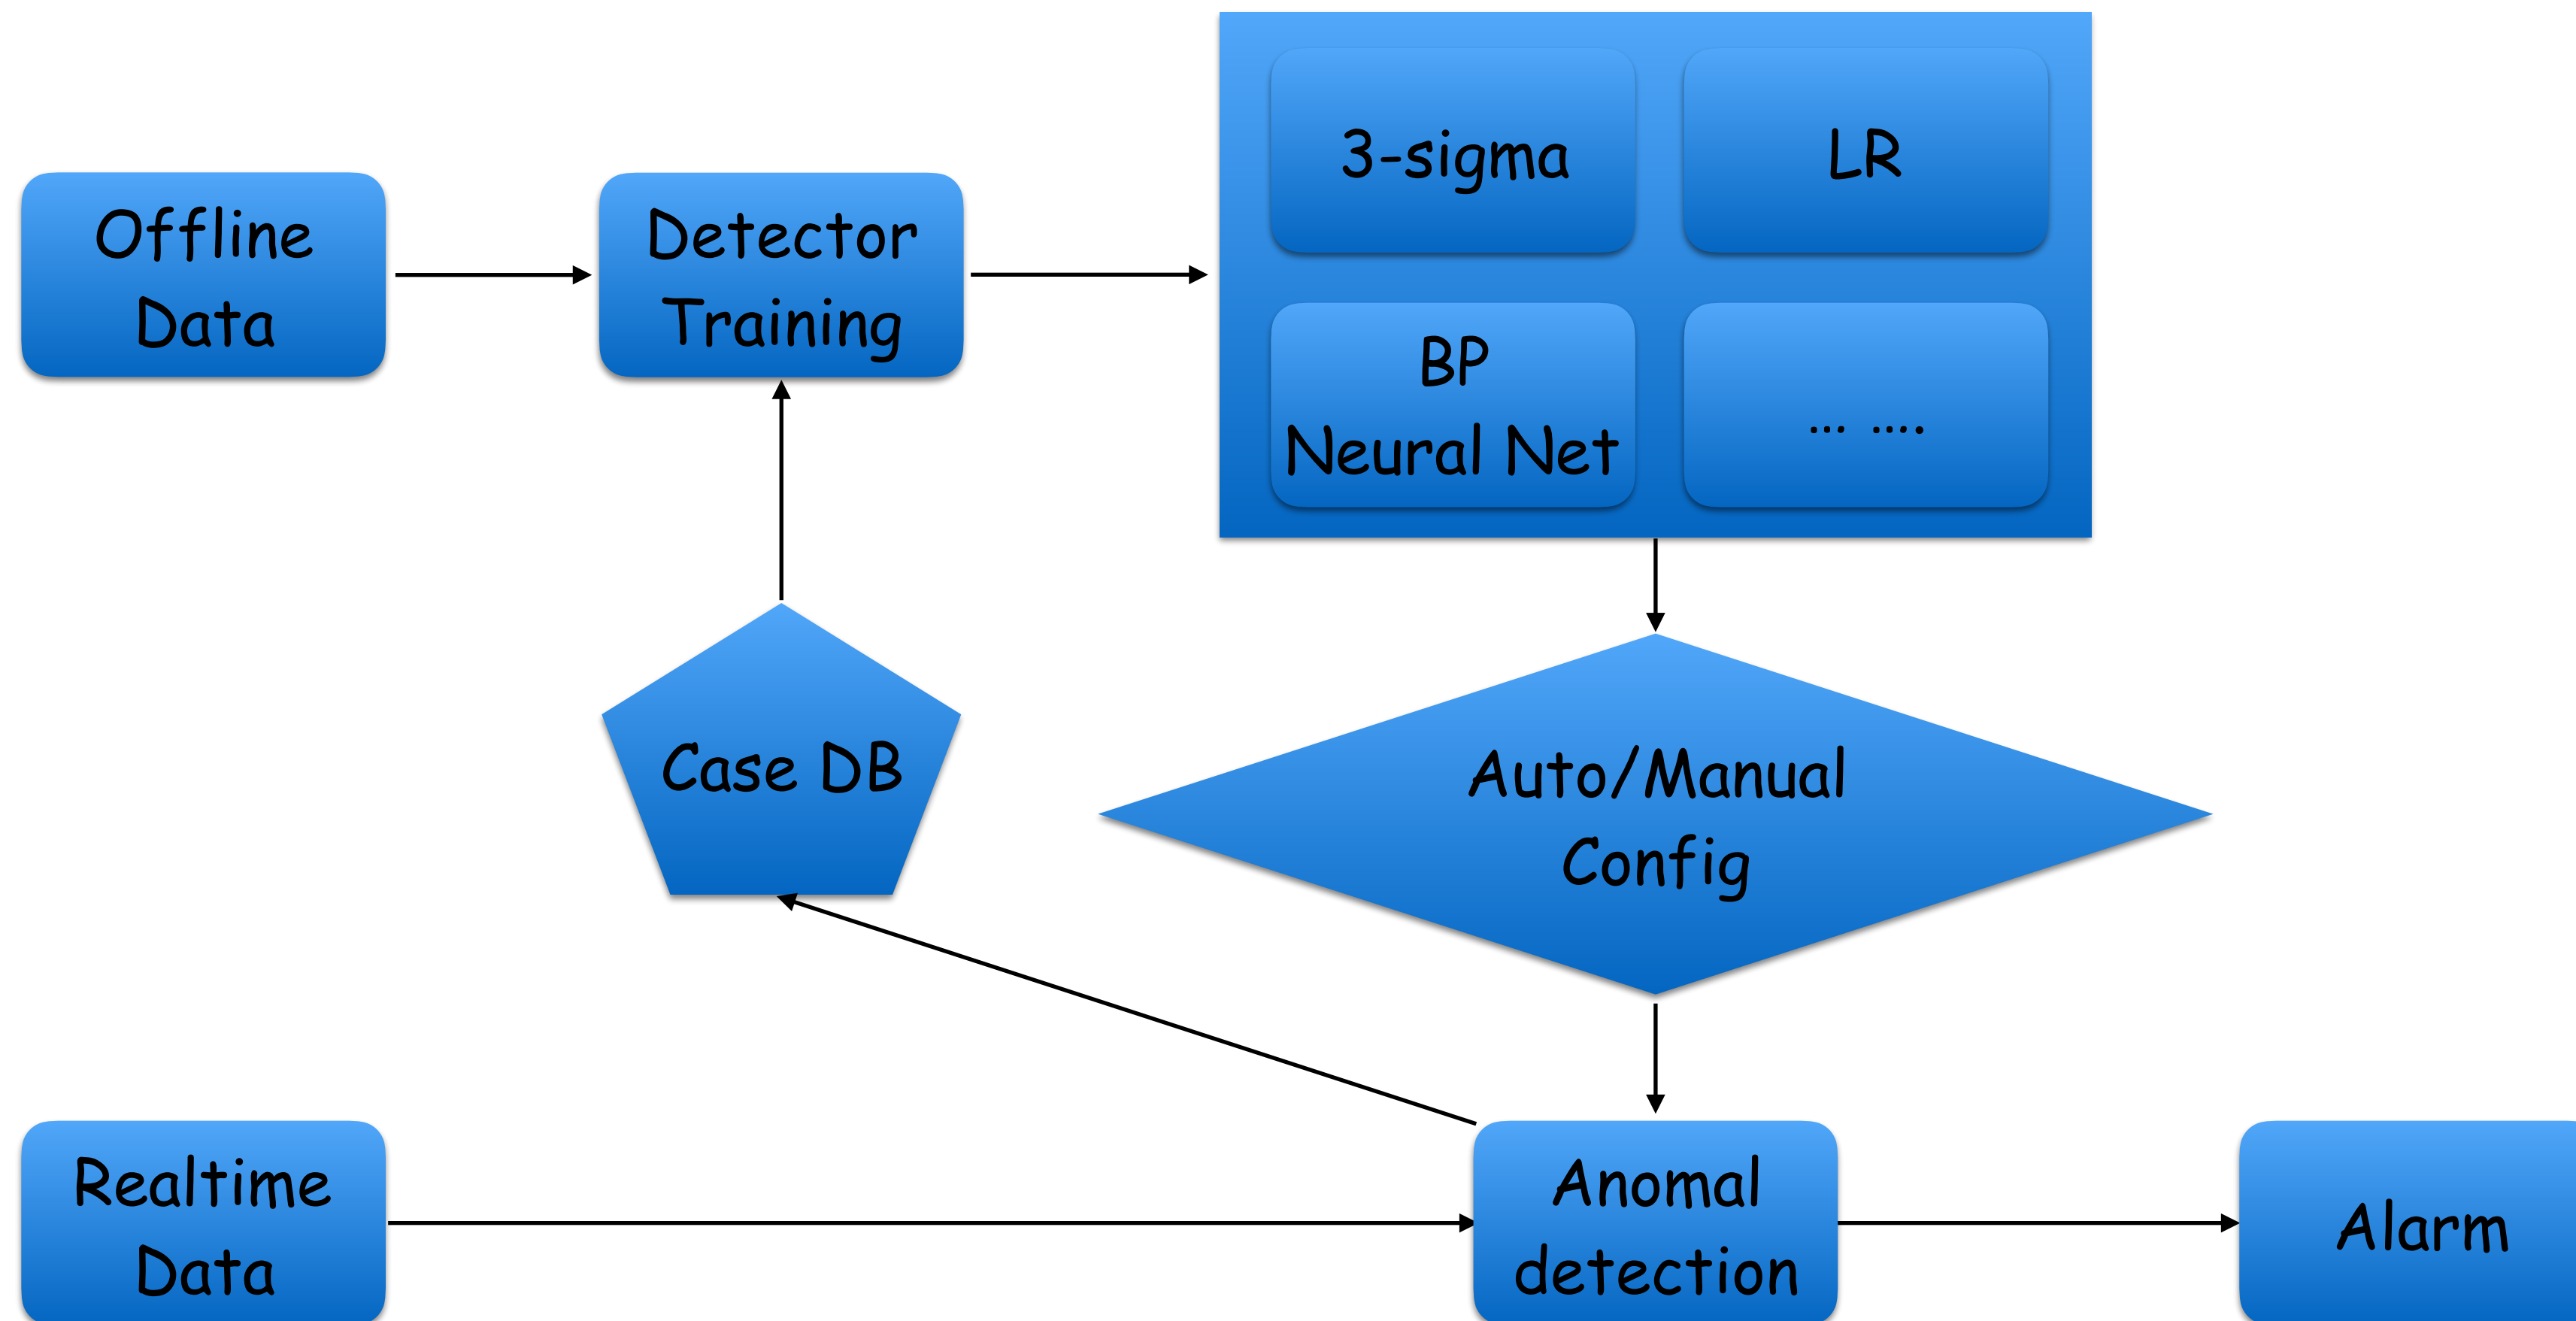 3-sigma
LR
Offline
Data
Detector
Training
BP
Neural Net
... ....
Case DB
Auto/Manual
Config
Realtime
Data
Anomal
detection
Alarm